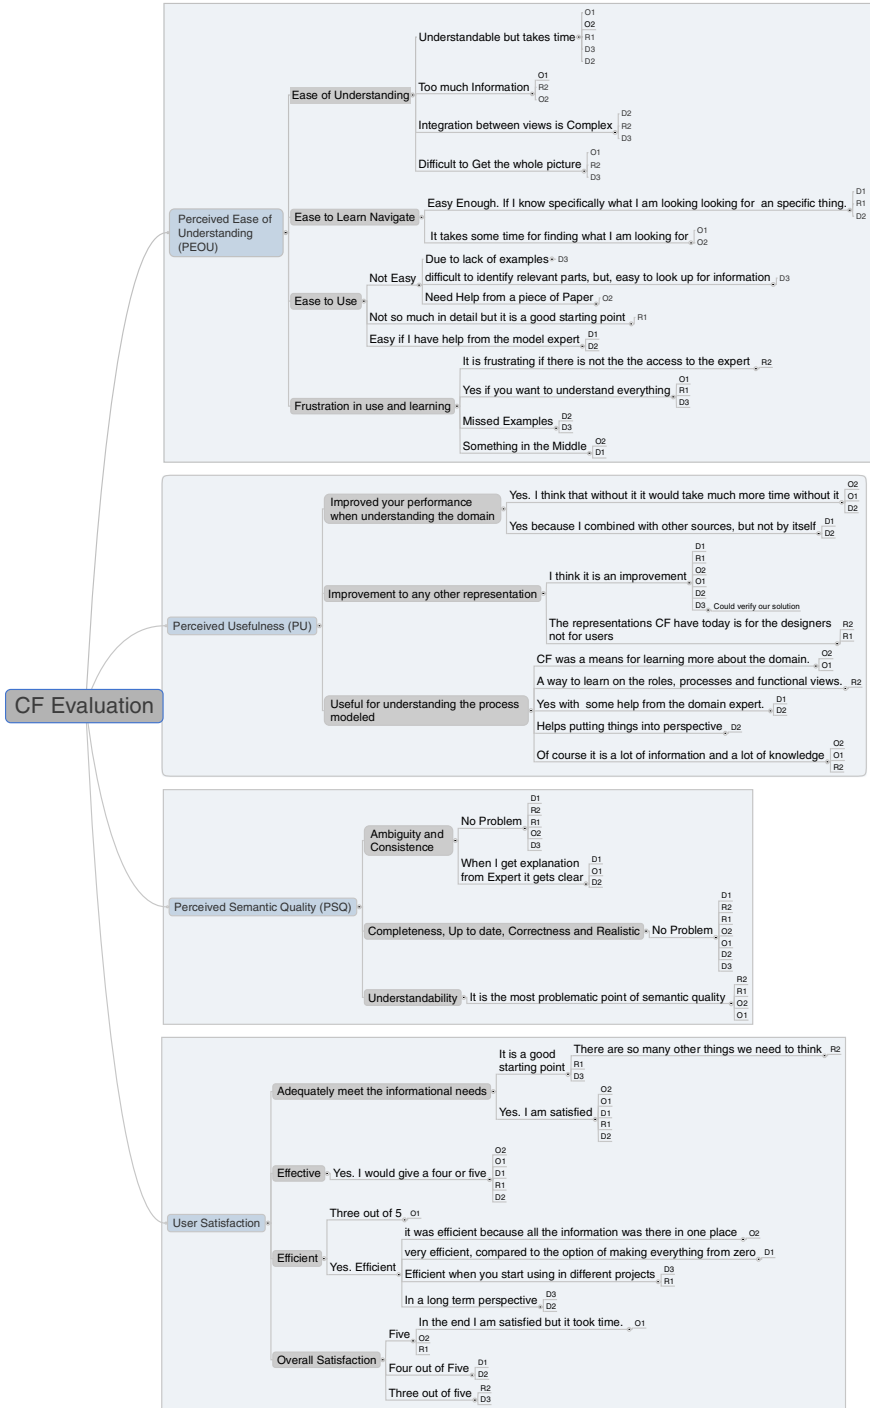 CF Evaluation
Perceived Ease of
Understanding
(PEOU)
Ease of Understanding
Understandable but takes time
O1
O2
R1
D3
D2
Too much Information
O1
R2
O2
Integration between views is Complex
D2
R2
D3
Difficult to Get the whole picture
O1
R2
D3
Ease to Learn Navigate
Easy Enough. If I know specifically what I am looking looking for an specific thing.
D1
R1
D2
It takes some time for finding what I am looking for
O1
O2
Ease to Use
Not Easy
Due to lack of examples
D3
difficult to identify relevant parts, but, easy to look up for information
D3
Need Help from a piece of Paper
O2
Not so much in detail but it is a good starting point
R1
Easy if I have help from the model expert
D1
D2
Frustration in use and learning
It is frustrating if there is not the the access to the expert
R2
Yes if you want to understand everything
O1
R1
D3
Missed Examples
D2
D3
Something in the Middle
O2
D1
Perceived Usefulness (PU)
Improved your performance
when understanding the domain
Yes. I think that without it it would take much more time without it
O2
O1
D2
Yes because I combined with other sources, but not by itself
D1
D2
Improvement to any other representation
I think it is an improvement
D1
R1
O2
O1
D2
D3
Could verify our solution
The representations CF have today is for the designers
not for users
R2
R1
Useful for understanding the process
modeled
CF was a means for learning more about the domain.
O2
O1
A way to learn on the roles, processes and functional views.
R2
Yes with some help from the domain expert.
D1
D2
Helps putting things into perspective
D2
Of course it is a lot of information and a lot of knowledge
O2
O1
R2
Perceived Semantic Quality (PSQ)
Ambiguity and
Consistence
No Problem
D1
R2
R1
O2
D3
When I get explanation
from Expert it gets clear
D1
O1
D2
Completeness, Up to date, Correctness and Realistic
No Problem
D1
R2
R1
O2
O1
D2
D3
Understandability
It is the most problematic point of semantic quality
R2
R1
O2
O1
User Satisfaction
Adequately meet the informational needs
It is a good
starting point
There are so many other things we need to think
R2
R1
D3
Yes. I am satisfied
O2
O1
D1
R1
D2
Effective
Yes. I would give a four or five
O2
O1
D1
R1
D2
Efficient
Three out of 5
O1
Yes. Efficient
it was efficient because all the information was there in one place
O2
very efficient, compared to the option of making everything from zero
D1
Efficient when you start using in different projects
D3
R1
In a long term perspective
D3
D2
Overall Satisfaction
Five
In the end I am satisfied but it took time.
O1
O2
R1
Four out of Five
D1
D2
Three out of five
R2
D3